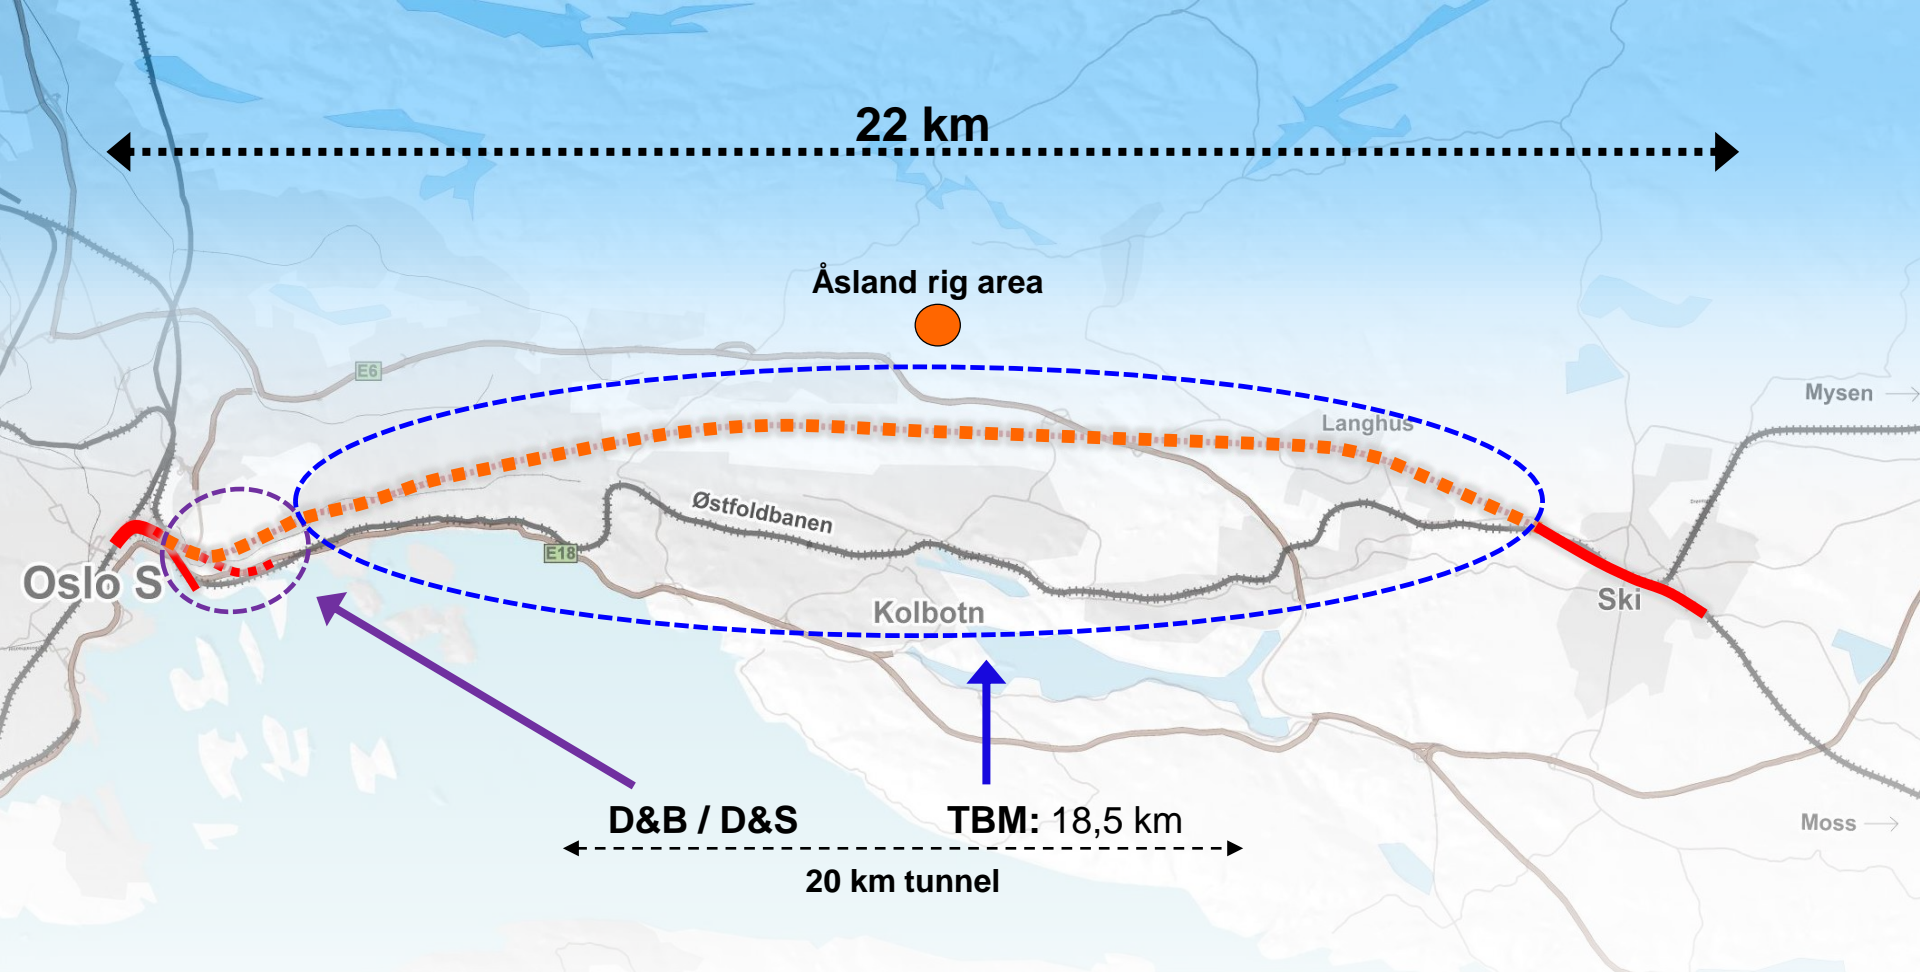 22 km
Åsland rig area
E6
Mysen
Langhus
Østfoldbanen
E18
Oslo S
Kolbotn
Ski
D&B / D&S
TBM: 18,5 km
Moss
20 km tunnel